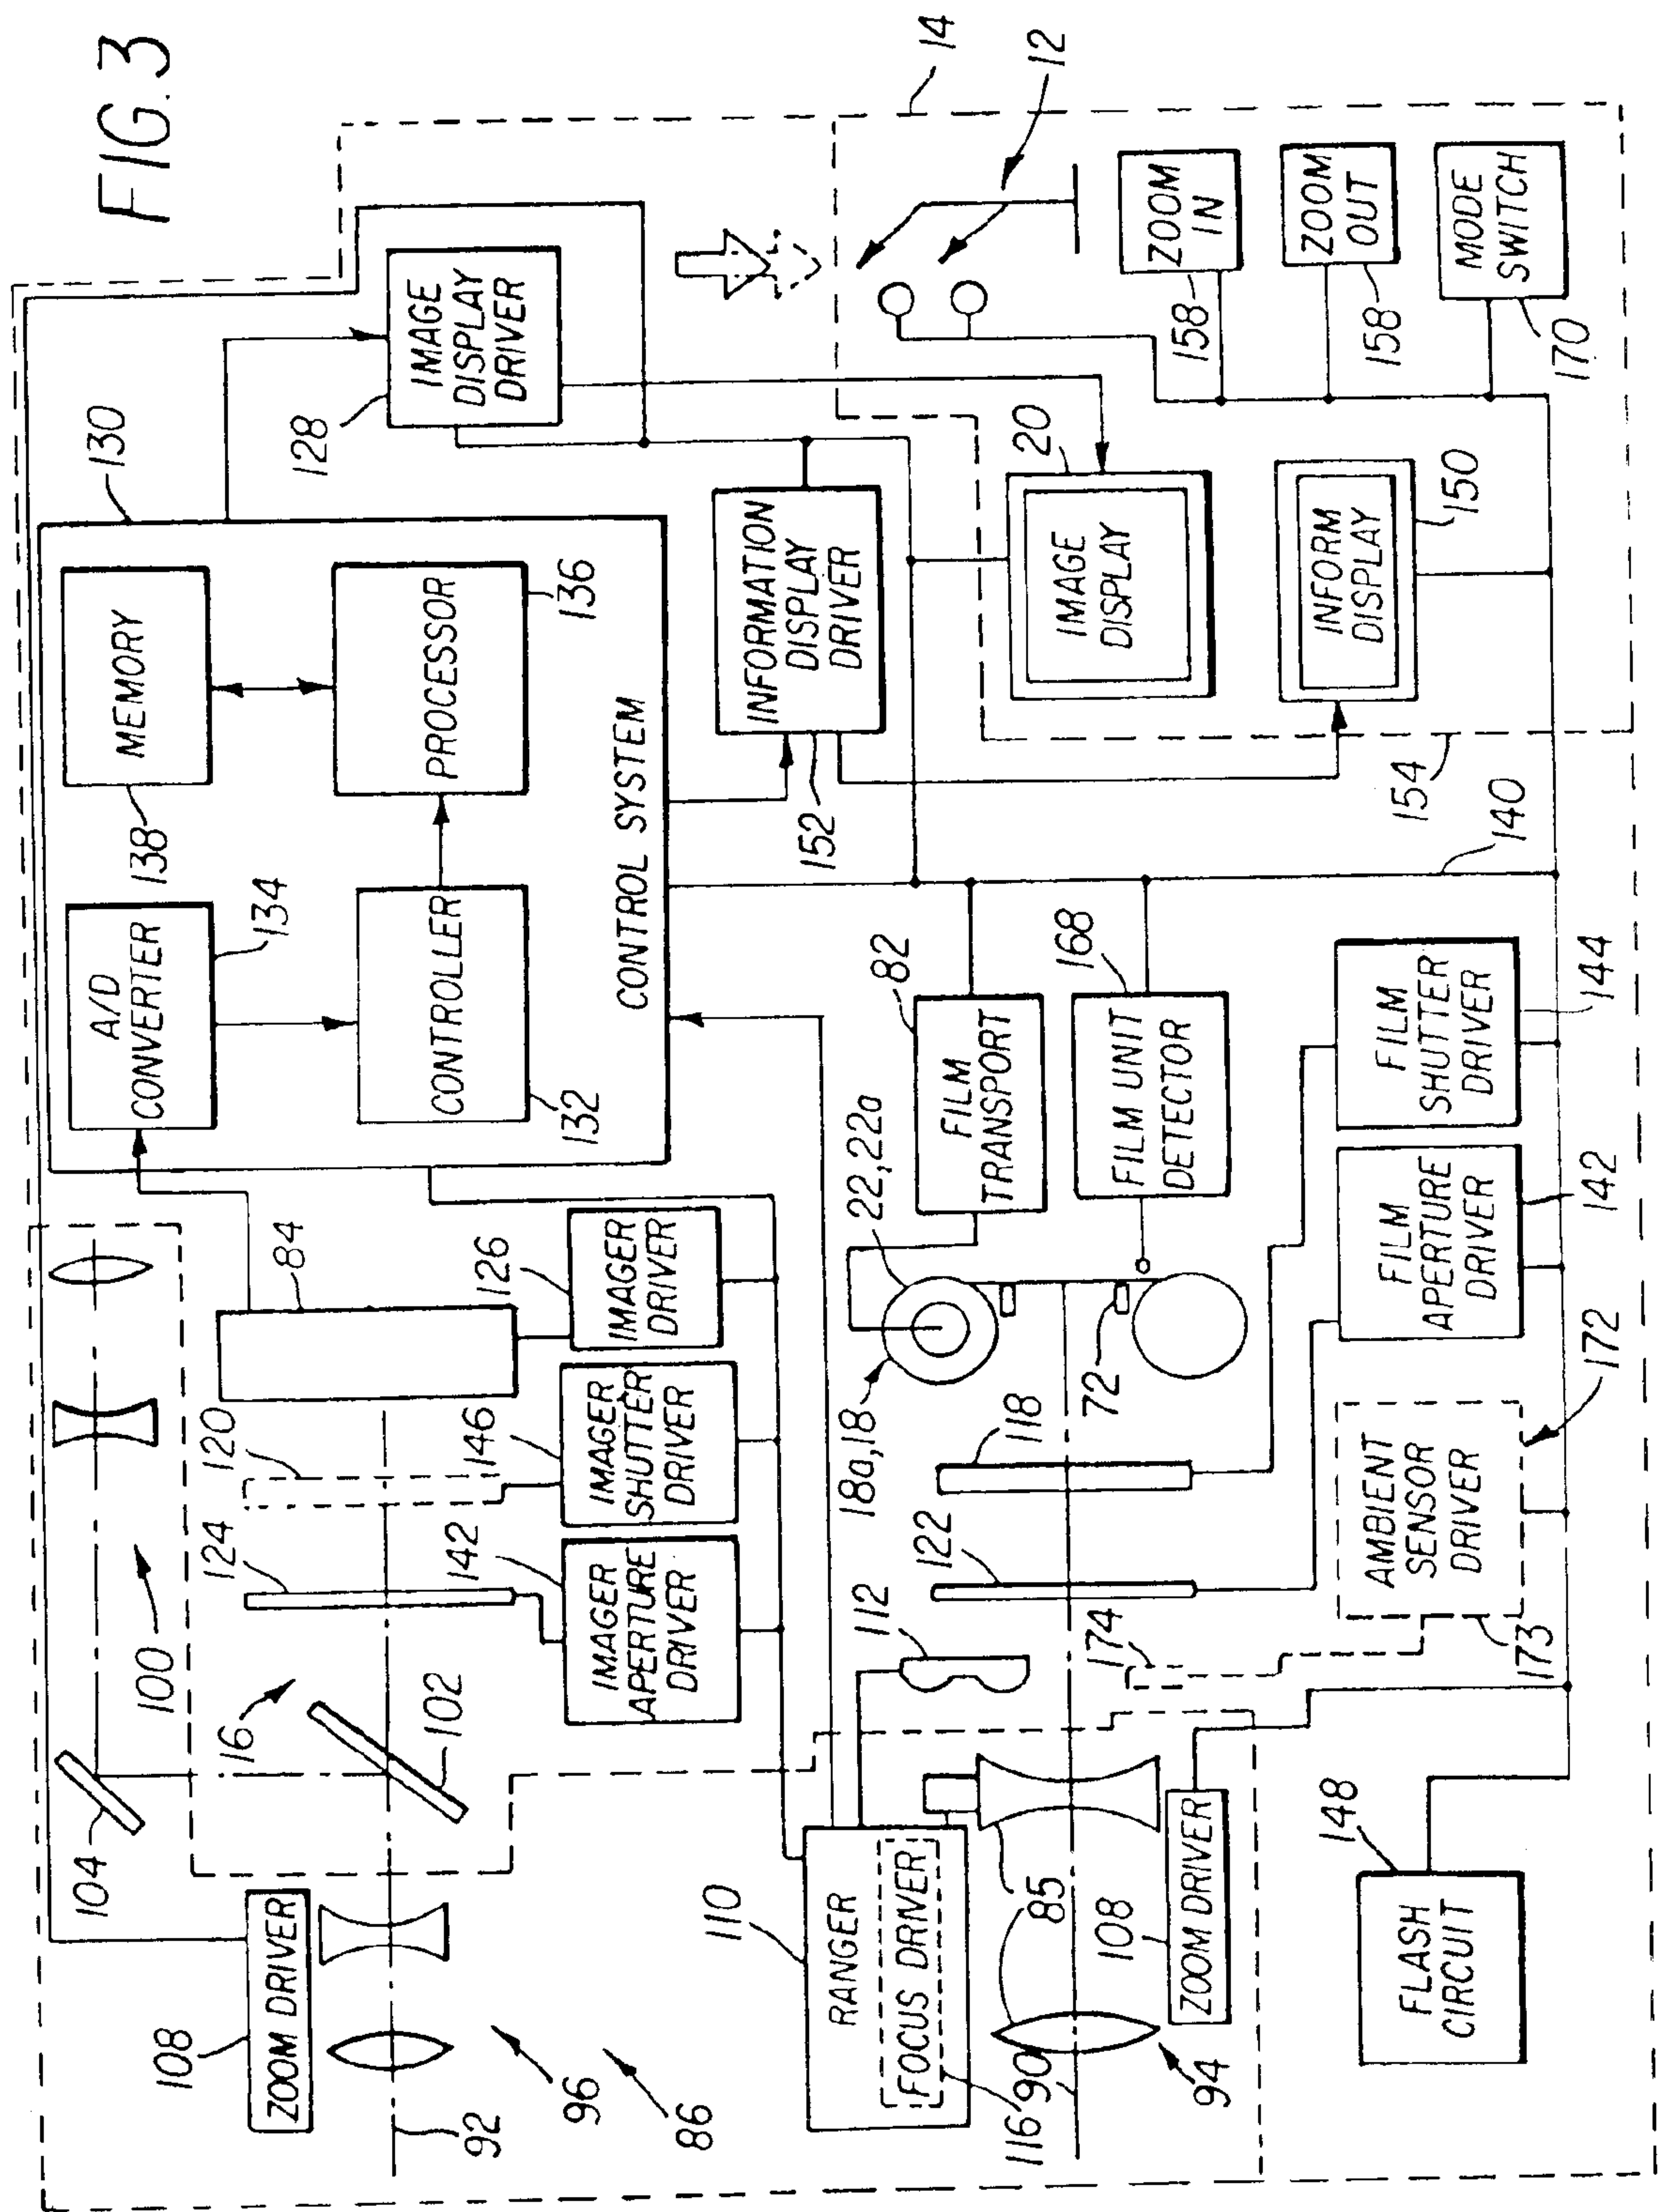 FIG. 3
14
12
130
MEMORY
138
PROCESSOR
136
A/D
CONVERTER
134
CONTROLLER
132
CONTROL SYSTEM
IMAGE
DISPLAY
DRIVER
128
INFORMATION
DISPLAY
DRIVER
152
IMAGE
DISPLAY
20
INFORM
DISPLAY
150
154
140
ZOOM
IN
158
ZOOM
OUT
158
MODE
SWITCH
170
84
126
IMAGER
DRIVER
120
146
IMAGER
SHUTTER
DRIVER
124
142
IMAGER
APERTURE
DRIVER
100
16
102
104
108
ZOOM DRIVER
92
96
86
82
FILM
TRANSPORT
168
FILM UNIT
DETECTOR
22,22a
18a,18
72
118
122
112
174
144
FILM
SHUTTER
DRIVER
142
FILM
APERTURE
DRIVER
172
AMBIENT
SENSOR
DRIVER
173
110
RANGER
FOCUS DRIVER
116
90
85
94
108
ZOOM DRIVER
148
FLASH
CIRCUIT